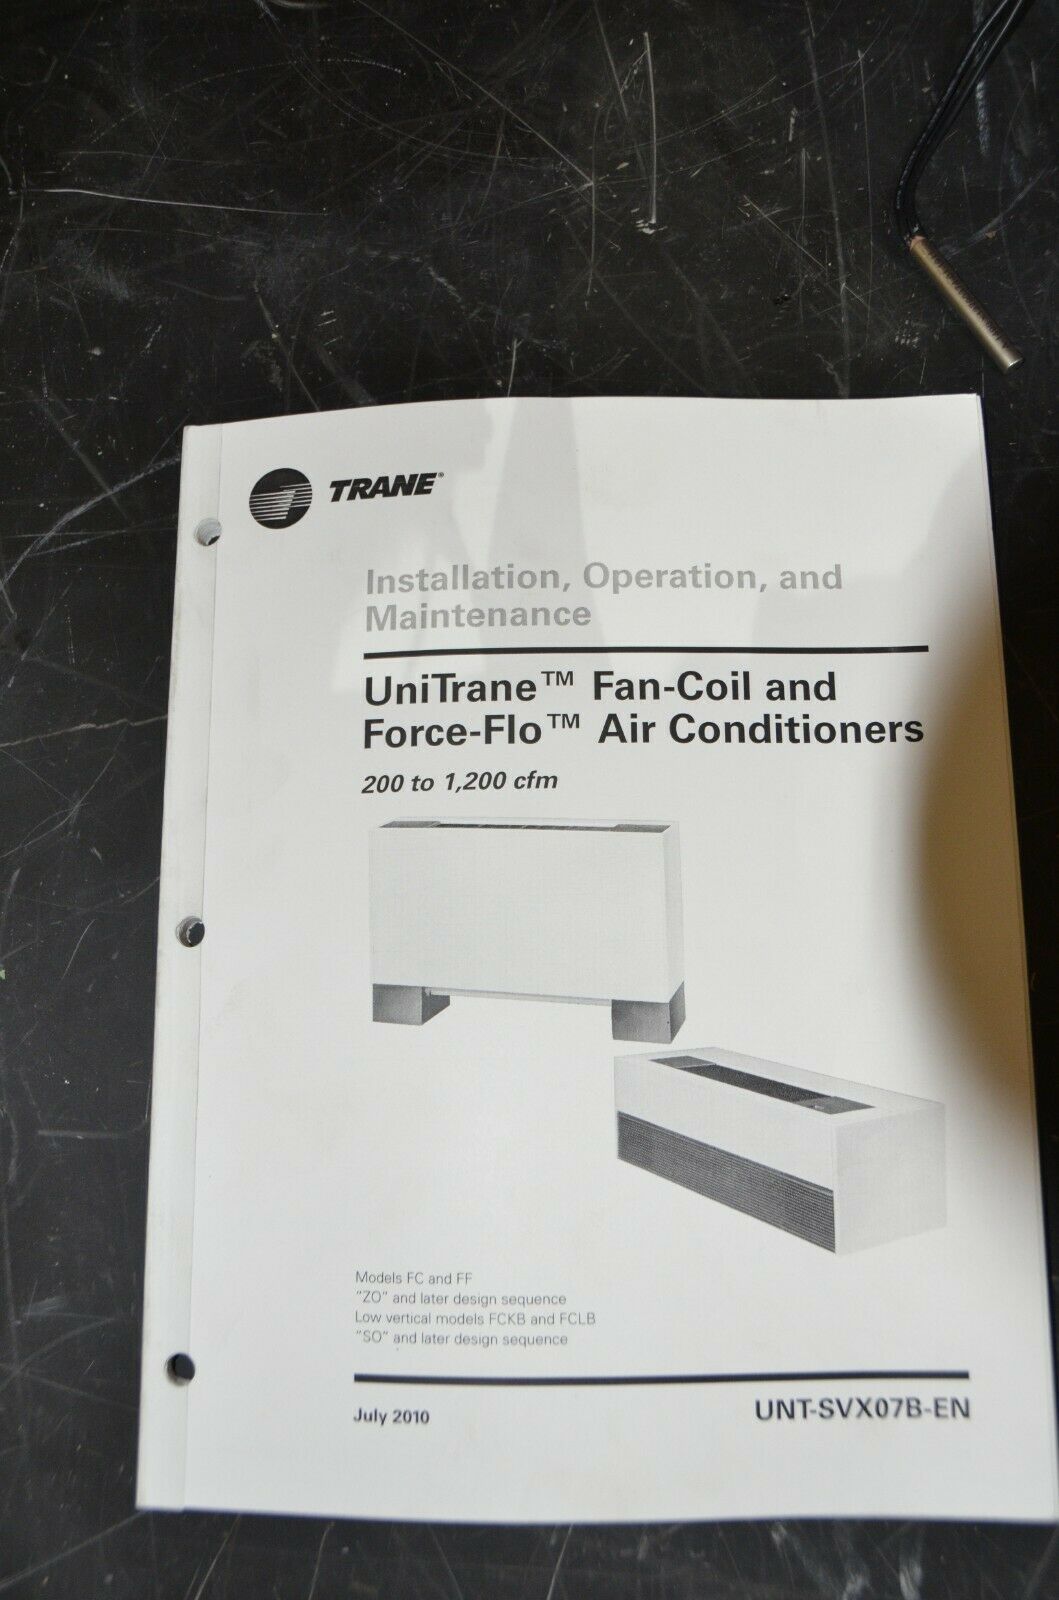 TRANE®
Installation, Operation, and
Maintenance
UniTrane™ Fan-Coil and
Force-Flo™ Air Conditioners
200 to 1,200 cfm
Models FC and FF
"ZO" and later design sequence
Low vertical models FCKB and FCLB
"SO" and later design sequence
July 2010
UNT-SVX07B-EN